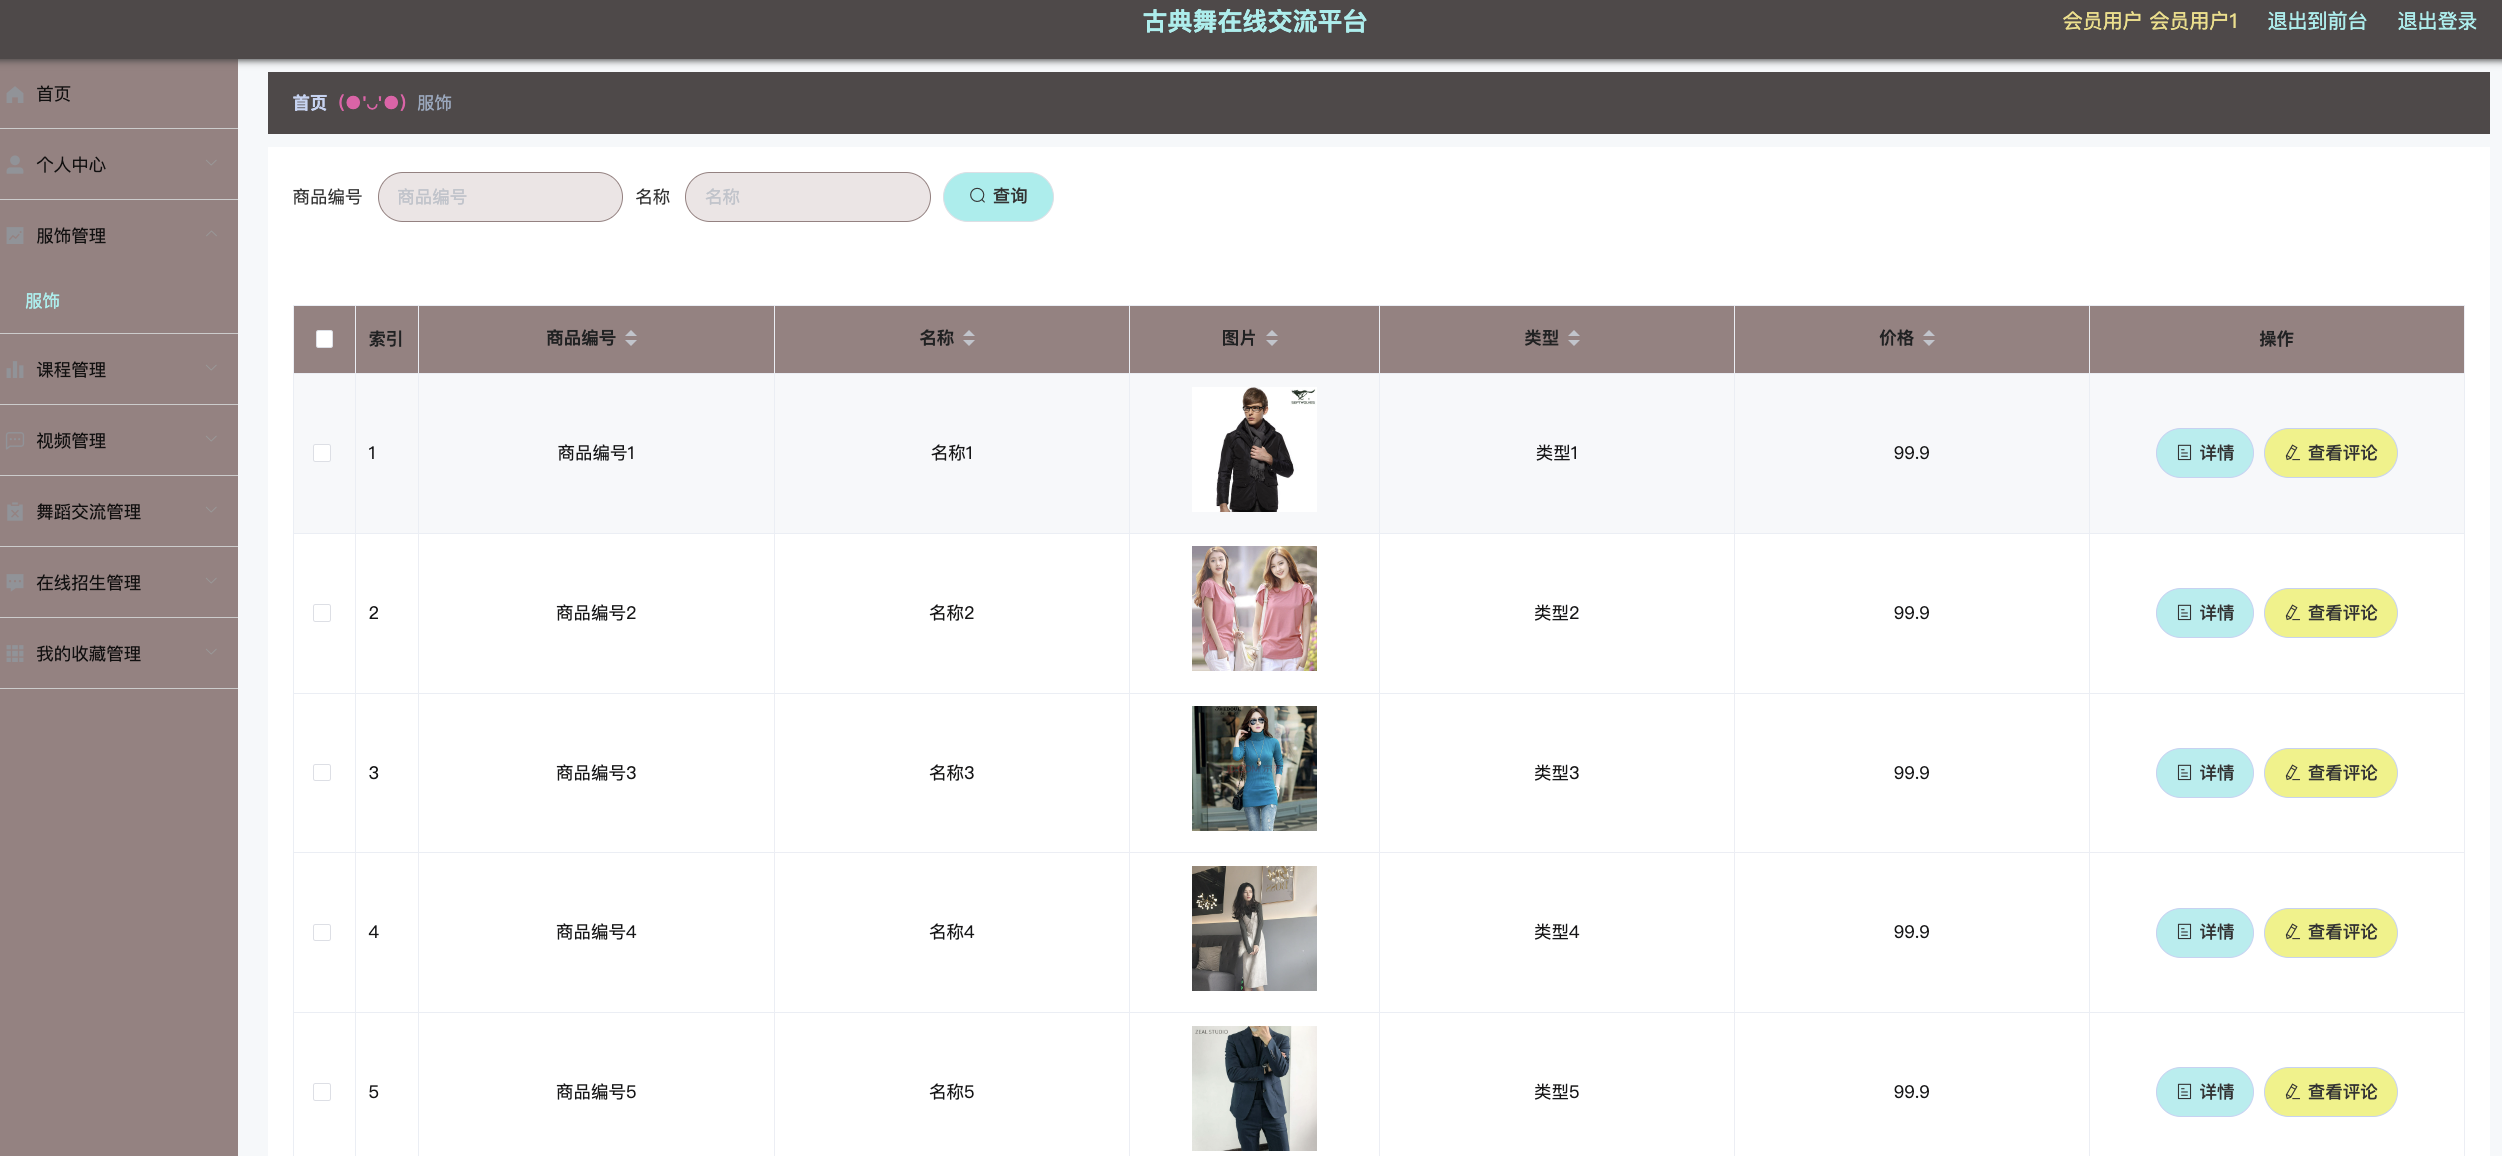 古典舞在线交流平台
会员用户 会员用户1 退出到前台 退出登录
首页
个人中心
服饰管理
服饰
课程管理
视频管理
舞蹈交流管理
在线招生管理
我的收藏管理
首页 (●'◡'●) 服饰
商品编号 商品编号 名称 名称 查询
索引 商品编号 名称 图片 类型 价格 操作
SEPTWOLVES
1 商品编号1 名称1 类型1 99.9 详情 查看评论
2 商品编号2 名称2 类型2 99.9 详情 查看评论
3 商品编号3 名称3 类型3 99.9 详情 查看评论
4 商品编号4 名称4 类型4 99.9 详情 查看评论
ZEAL STUDIO
5 商品编号5 名称5 类型5 99.9 详情 查看评论